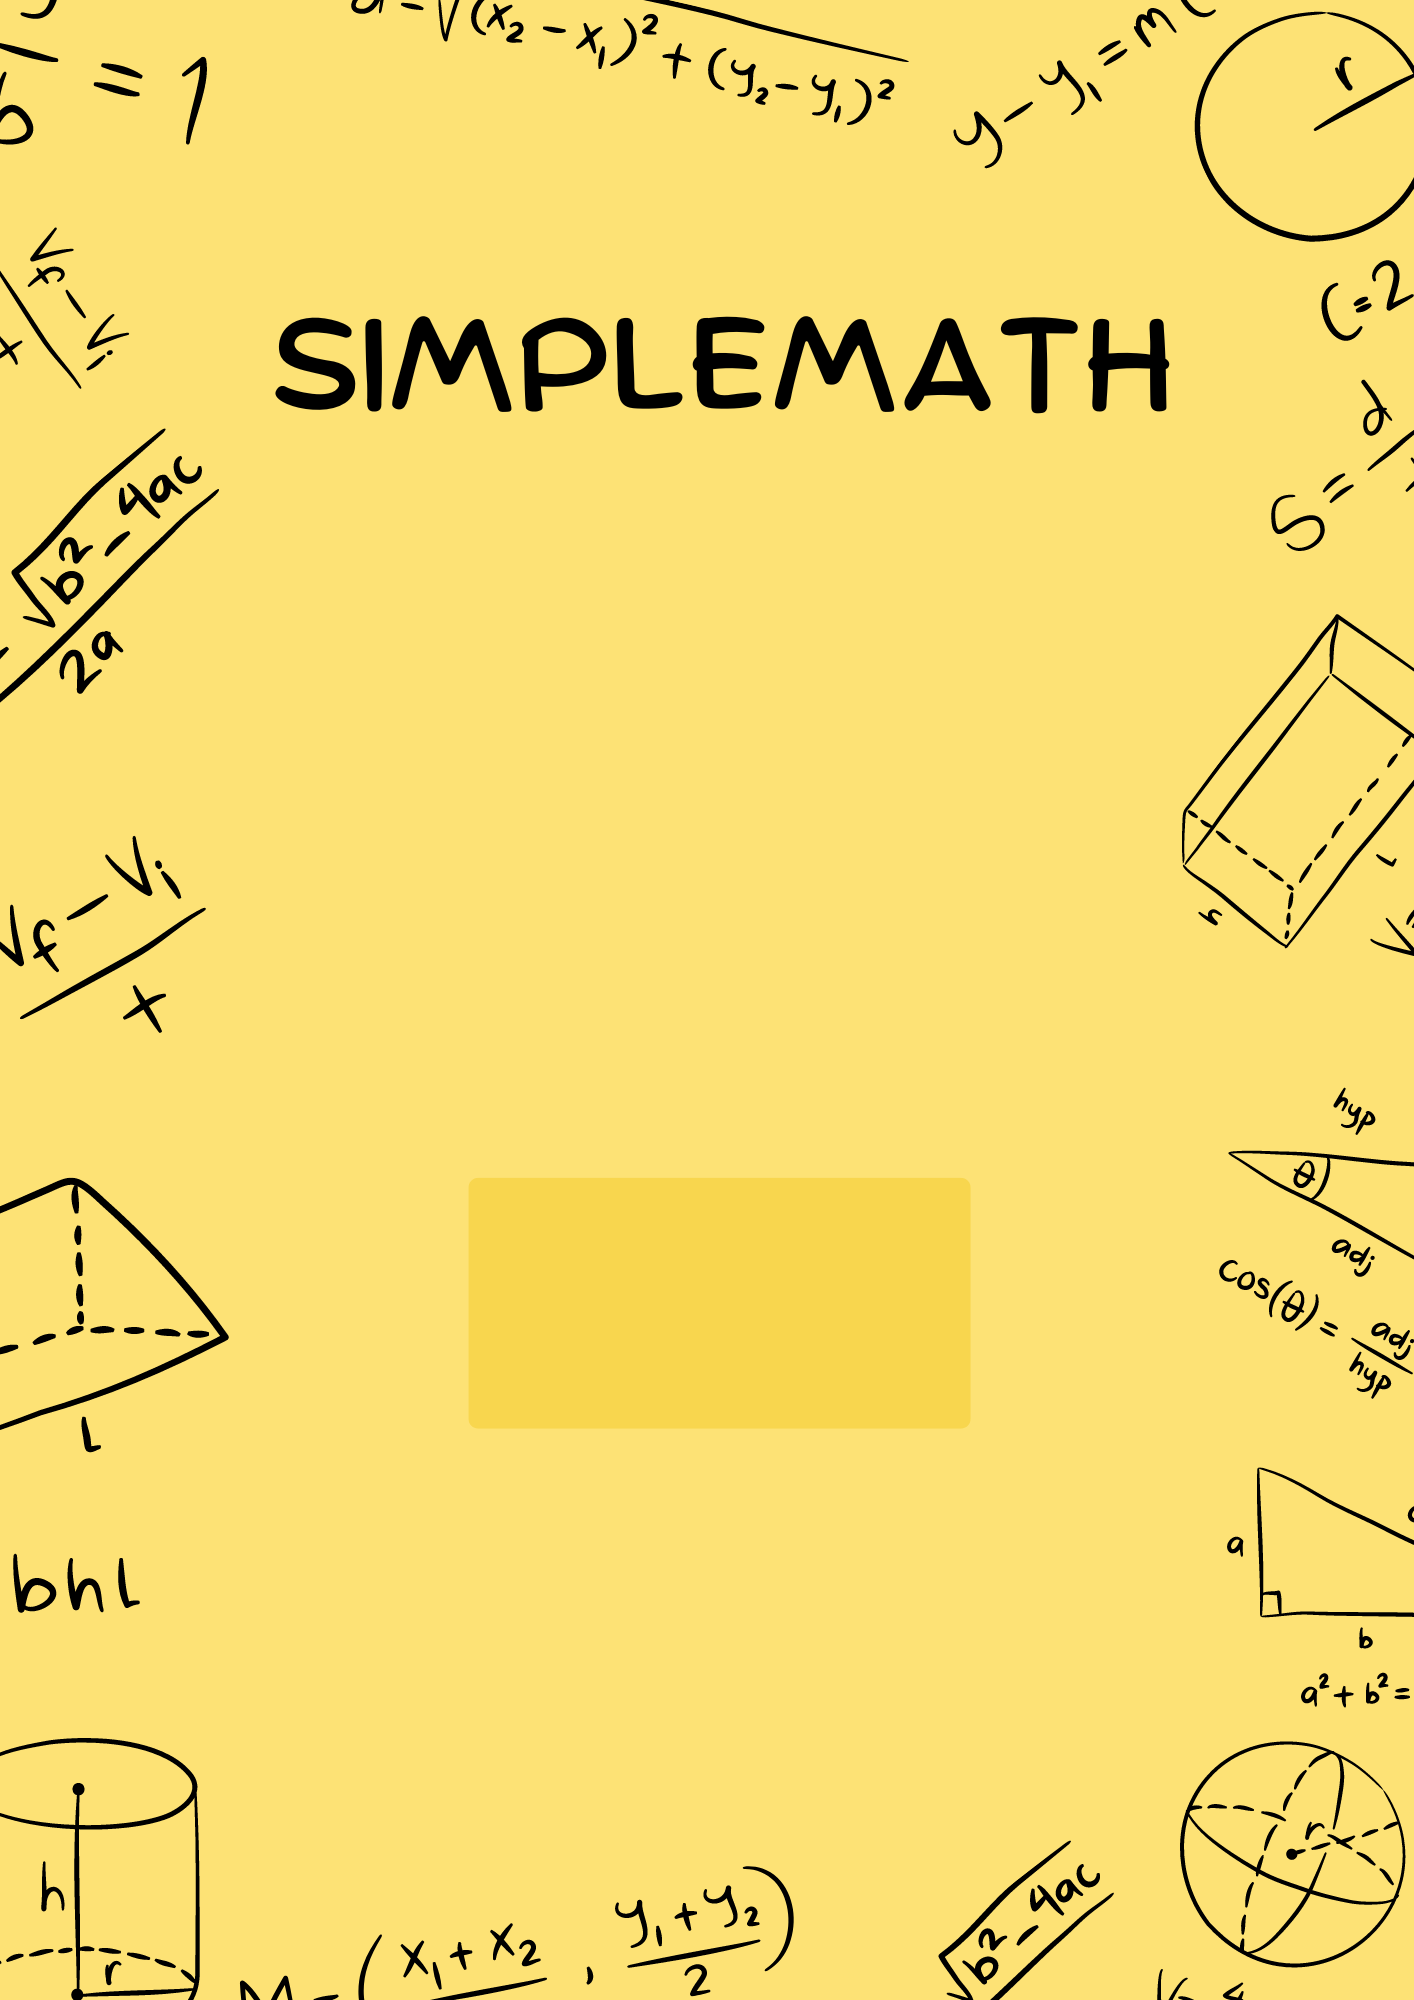 b = 1
√(x₂ - x₁)² + (y₂ - y₁)²
y - y₁ = m(
r
C = 2
SIMPLEMATH
S = d
√b² - 4ac
2a
s
Vf - Vi
t
hyp
θ
adj
cos(θ) = adj
hyp
L
a
b
bhL
a² + b² =
h
r
r
M = (x₁ + x₂ , y₁ + y₂)
2
√b² - 4ac